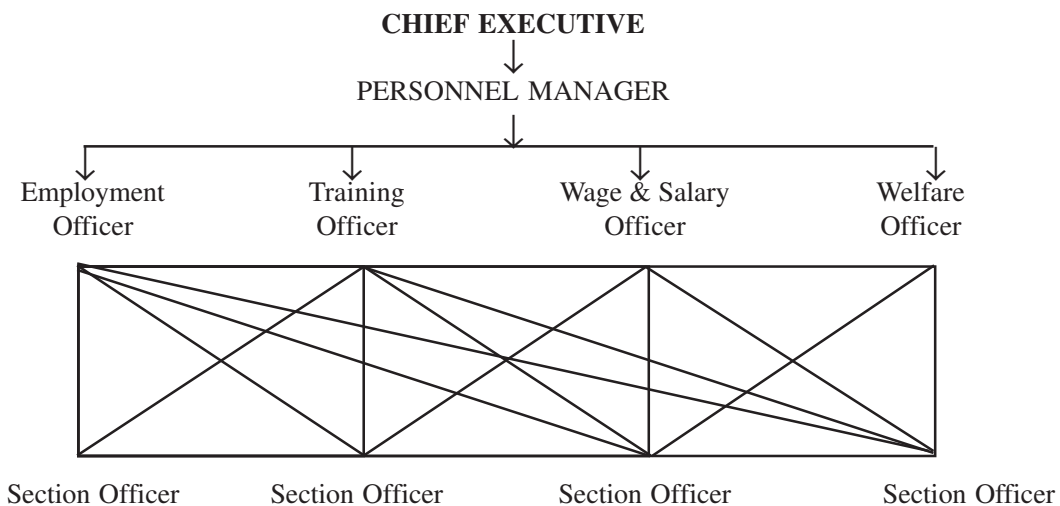 CHIEF EXECUTIVE
PERSONNEL MANAGER
Employment Officer
Training Officer
Wage & Salary Officer
Welfare Officer
Section Officer
Section Officer
Section Officer
Section Officer